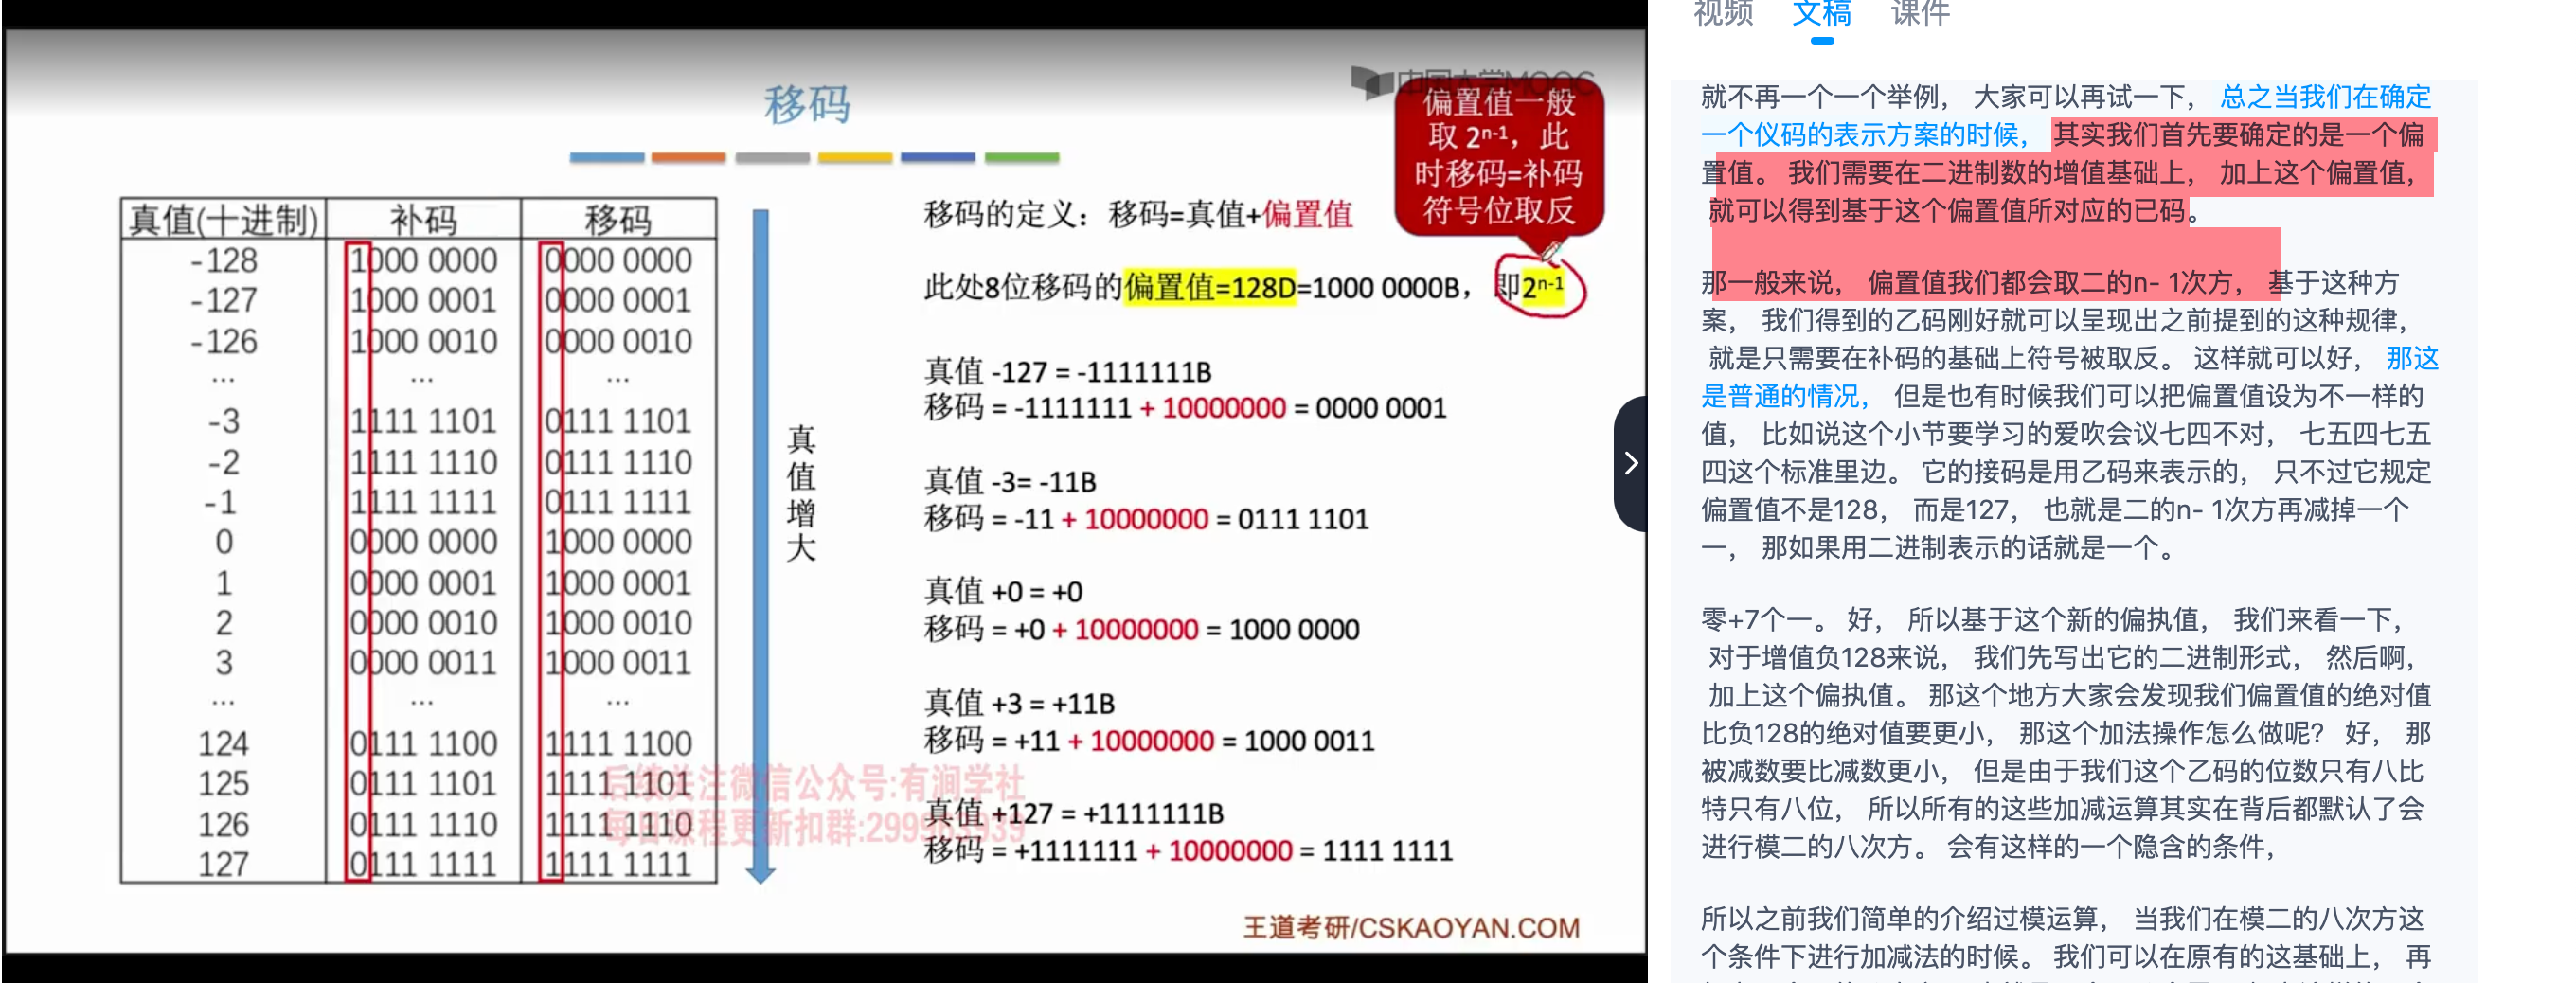 移码
中国大学MOOC
偏置值一般
取 2ⁿ⁻¹，此
时移码=补码
符号位取反
真值(十进制) 补码 移码
-128 1000 0000 0000 0000
-127 1000 0001 0000 0001
-126 1000 0010 0000 0010
... ... ...
-3 1111 1101 0111 1101
-2 1111 1110 0111 1110
-1 1111 1111 0111 1111
0 0000 0000 1000 0000
1 0000 0001 1000 0001
2 0000 0010 1000 0010
3 0000 0011 1000 0011
... ... ...
124 0111 1100 1111 1100
125 0111 1101 1111 1101
126 0111 1110 1111 1110
127 0111 1111 1111 1111
真值增大
移码的定义：移码=真值+偏置值
此处8位移码的偏置值=128D=1000 0000B，即2ⁿ⁻¹
真值 -127 = -1111111B
移码 = -1111111 + 10000000 = 0000 0001
真值 -3= -11B
移码 = -11 + 10000000 = 0111 1101
真值 +0 = +0
移码 = +0 + 10000000 = 1000 0000
真值 +3 = +11B
移码 = +11 + 10000000 = 1000 0011
真值 +127 = +1111111B
移码 = +1111111 + 10000000 = 1111 1111
后续关注微信公众号:有涧学社
每日课程更新扣群:299963939
王道考研/CSKAOYAN.COM
视频 文稿 课件
就不再一个一个举例， 大家可以再试一下， 总之当我们在确定
一个仪码的表示方案的时候， 其实我们首先要确定的是一个偏
置值。 我们需要在二进制数的增值基础上， 加上这个偏置值，
就可以得到基于这个偏置值所对应的已码。
那一般来说， 偏置值我们都会取二的n- 1次方， 基于这种方
案， 我们得到的乙码刚好就可以呈现出之前提到的这种规律，
就是只需要在补码的基础上符号被取反。 这样就可以好， 那这
是普通的情况， 但是也有时候我们可以把偏置值设为不一样的
值， 比如说这个小节要学习的爱吹会议七四不对， 七五四七五
四这个标准里边。 它的接码是用乙码来表示的， 只不过它规定
偏置值不是128， 而是127， 也就是二的n- 1次方再减掉一个
一， 那如果用二进制表示的话就是一个。
零+7个一。 好， 所以基于这个新的偏执值， 我们来看一下，
对于增值负128来说， 我们先写出它的二进制形式， 然后啊，
加上这个偏执值。 那这个地方大家会发现我们偏置值的绝对值
比负128的绝对值要更小， 那这个加法操作怎么做呢? 好， 那
被减数要比减数更小， 但是由于我们这个乙码的位数只有八比
特只有八位， 所以所有的这些加减运算其实在背后都默认了会
进行模二的八次方。 会有这样的一个隐含的条件，
所以之前我们简单的介绍过模运算， 当我们在模二的八次方这
个条件下进行加减法的时候。 我们可以在原有的这基础上， 再